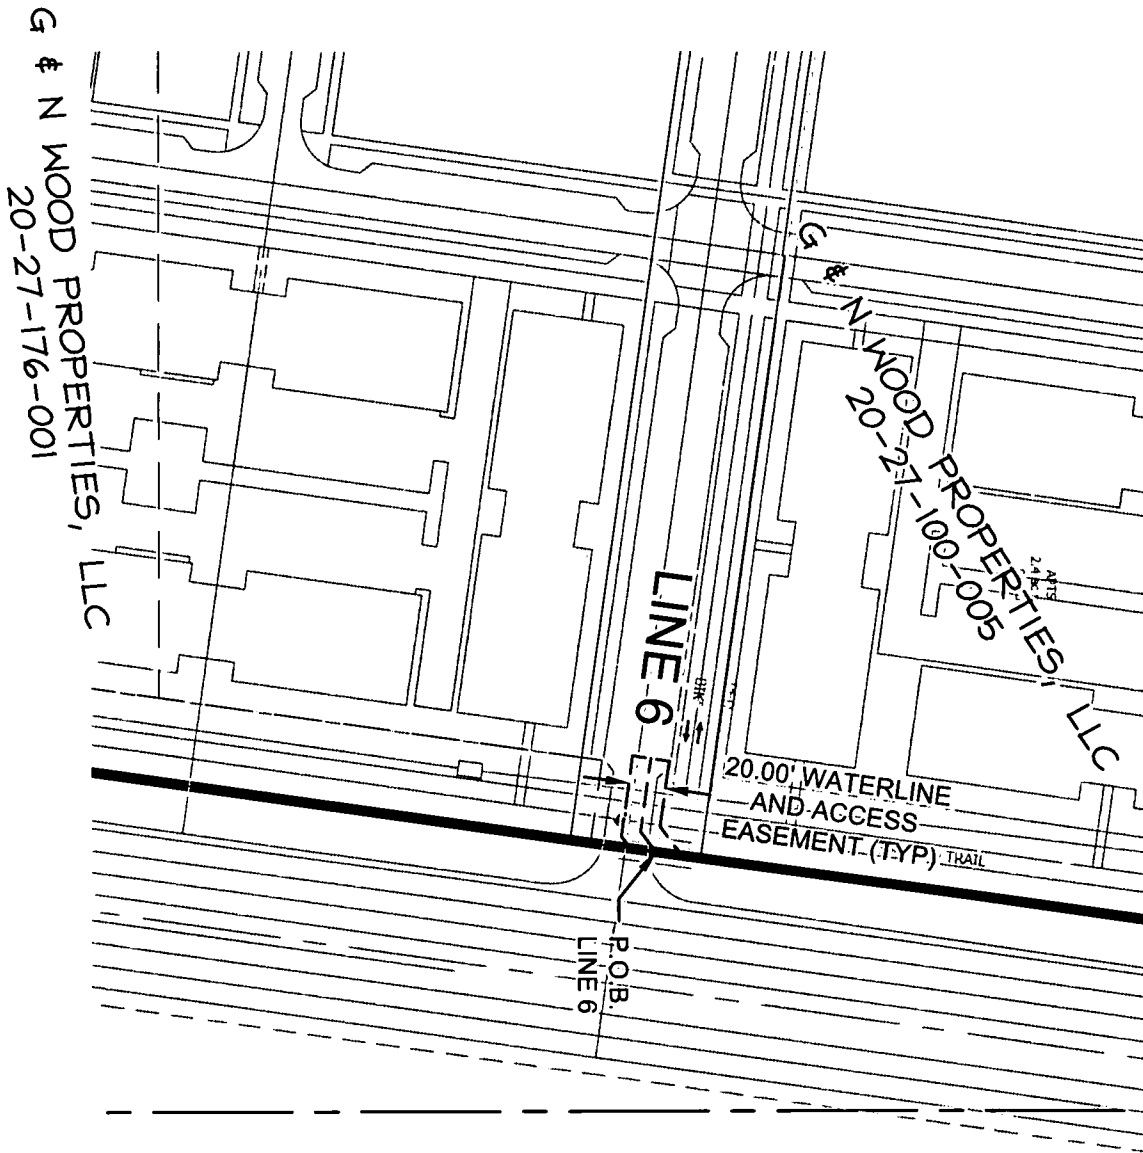 G & N WOOD PROPERTIES, LLC
20-27-176-001
G & N WOOD PROPERTIES, LLC
20-27-100-005
APTS
LINE 6
20.00' WATERLINE
AND ACCESS
EASEMENT (TYP.)
TRAIL
P.O.B.
LINE 6